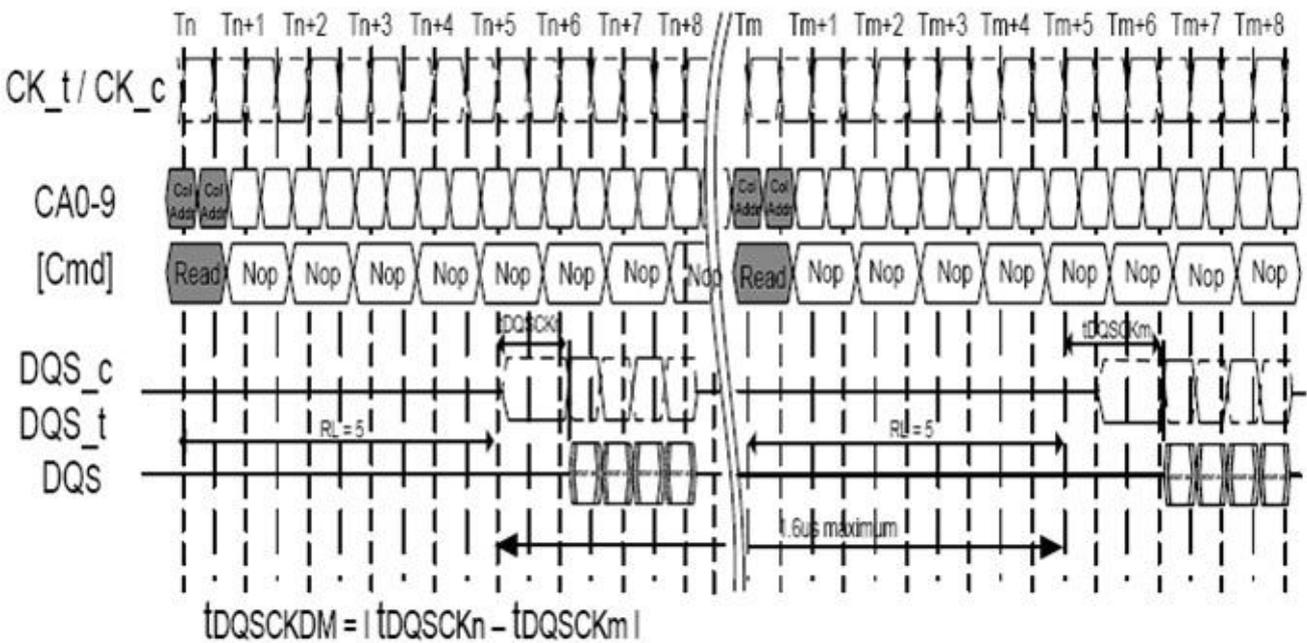 Tn Tn+1 Tn+2 Tn+3 Tn+4 Tn+5 Tn+6 Tn+7 Tn+8 Tm Tm+1 Tm+2 Tm+3 Tm+4 Tm+5 Tm+6 Tm+7 Tm+8
CK_t / CK_c
CA0-9 Col Addr Col Addr Col Addr Col Addr
[Cmd] Read Nop Nop Nop Nop Nop Nop Nop Nop Read Nop Nop Nop Nop Nop Nop Nop Nop
tDQSCKn tDQSCKm
DQS_c
DQS_t
RL = 5 RL = 5
DQS
1.6us maximum
tDQSCKDM = | tDQSCKn – tDQSCKm |